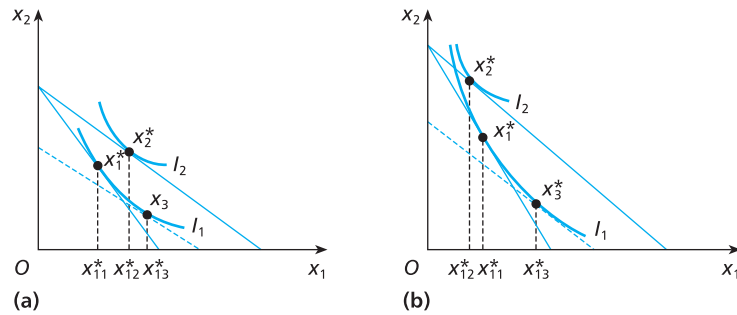 x₂
x₂*
x₁*
I₂
x₃
I₁
O
x₁₁*
x₁₂*
x₁₃*
x₁
(a)
x₂
x₂*
I₂
x₁*
x₃*
I₁
O
x₁₂*
x₁₁*
x₁₃*
x₁
(b)